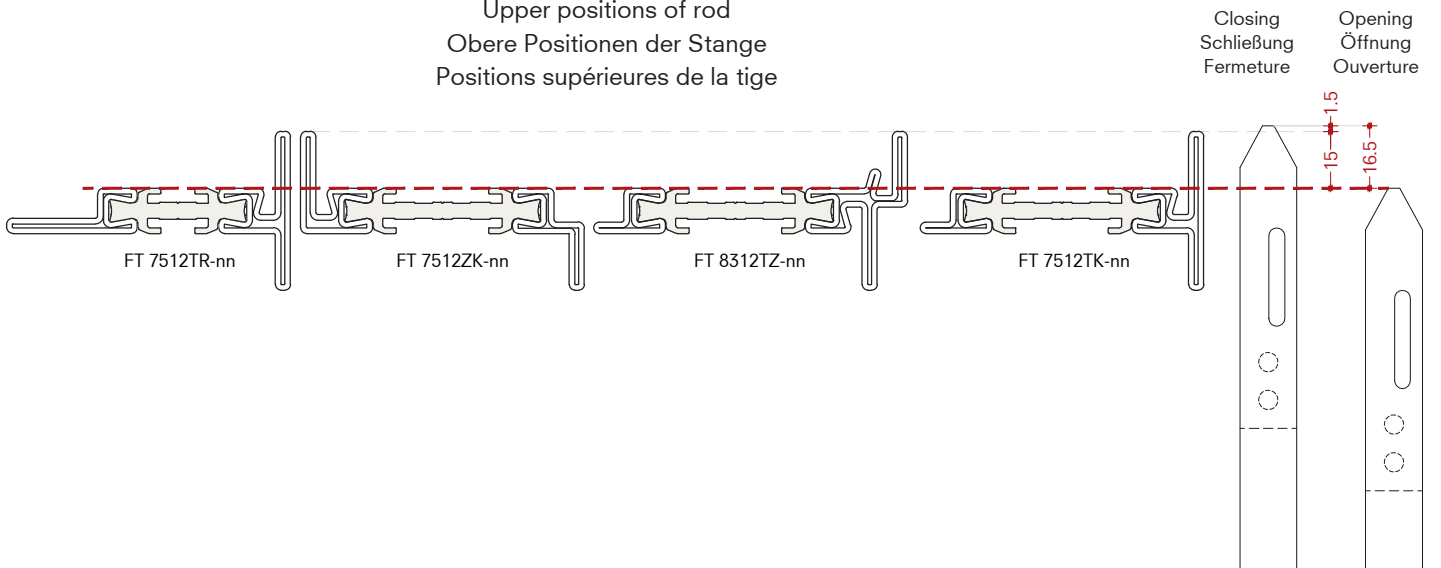 Upper positions of rod
Obere Positionen der Stange
Positions supérieures de la tige
Closing
Schließung
Fermeture
Opening
Öffnung
Ouverture
1.5
15
16.5
FT 7512TR-nn
FT 7512ZK-nn
FT 8312TZ-nn
FT 7512TK-nn